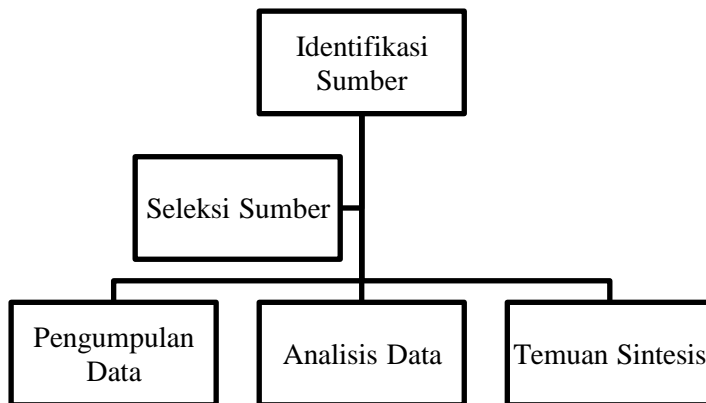 Identifikasi
Sumber
Seleksi Sumber
Pengumpulan
Data
Analisis Data
Temuan Sintesis